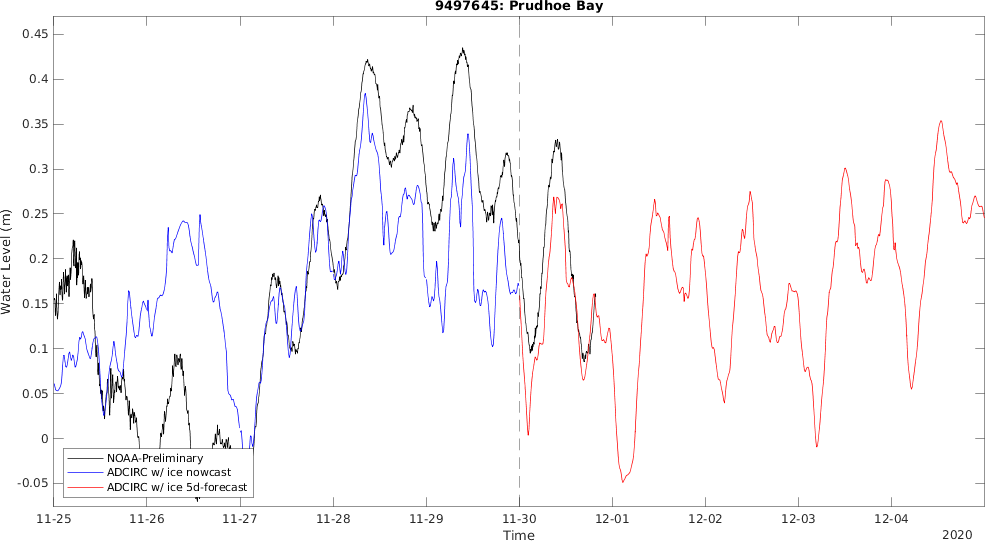 9497645: Prudhoe Bay
Water Level (m)
0.45
0.4
0.35
0.3
0.25
0.2
0.15
0.1
0.05
0
-0.05
NOAA-Preliminary
ADCIRC w/ ice nowcast
ADCIRC w/ ice 5d-forecast
11-25 11-26 11-27 11-28 11-29 11-30 12-01 12-02 12-03 12-04
Time
2020